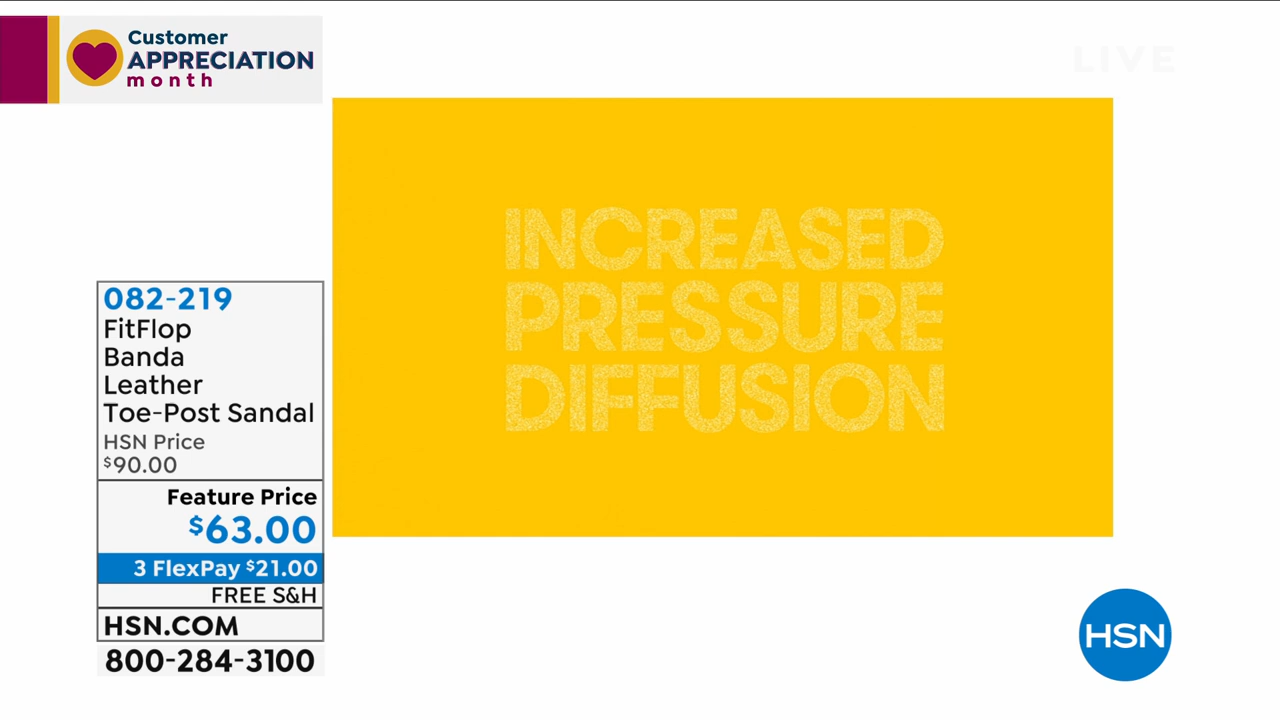 Customer
APPRECIATION
month
LIVE
INCREASED
PRESSURE
DIFFUSION
082-219
FitFlop
Banda
Leather
Toe-Post Sandal
HSN Price
$90.00
Feature Price
$63.00
3 FlexPay $21.00
FREE S&H
HSN.COM
800-284-3100
HSN